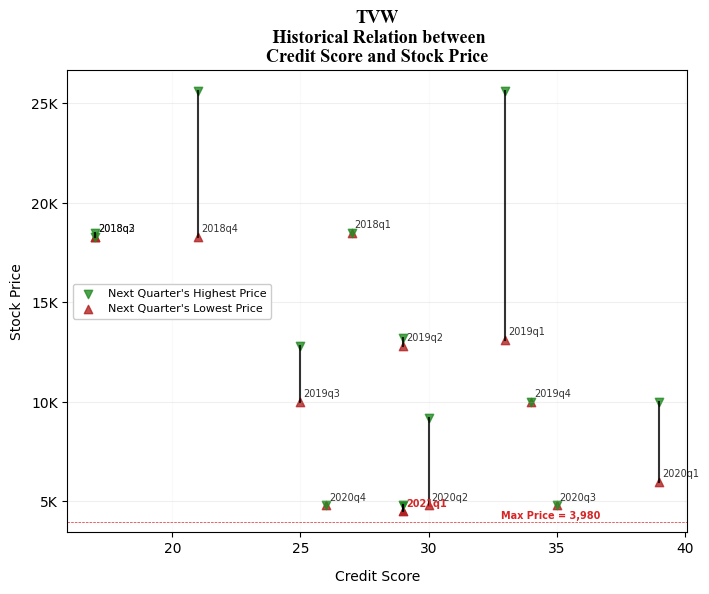 TVW
Historical Relation between
Credit Score and Stock Price
25K
20K
15K
10K
5K
Stock Price
2018q4
2018q1
Next Quarter's Highest Price
Next Quarter's Lowest Price
2019q1
2019q2
2019q3
2019q4
2020q1
2020q4
2020q2
2020q3
Max Price = 3,980
20
25
30
35
40
Credit Score